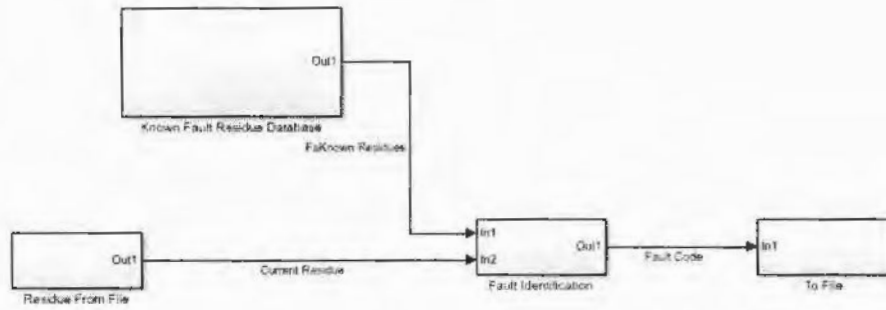 Out1
Known Fault Residue Database
FaKnown Residues
In1
Out1
In1
Out1
In2
Fault Code
Current Residue
Fault Identification
To File
Residue From File